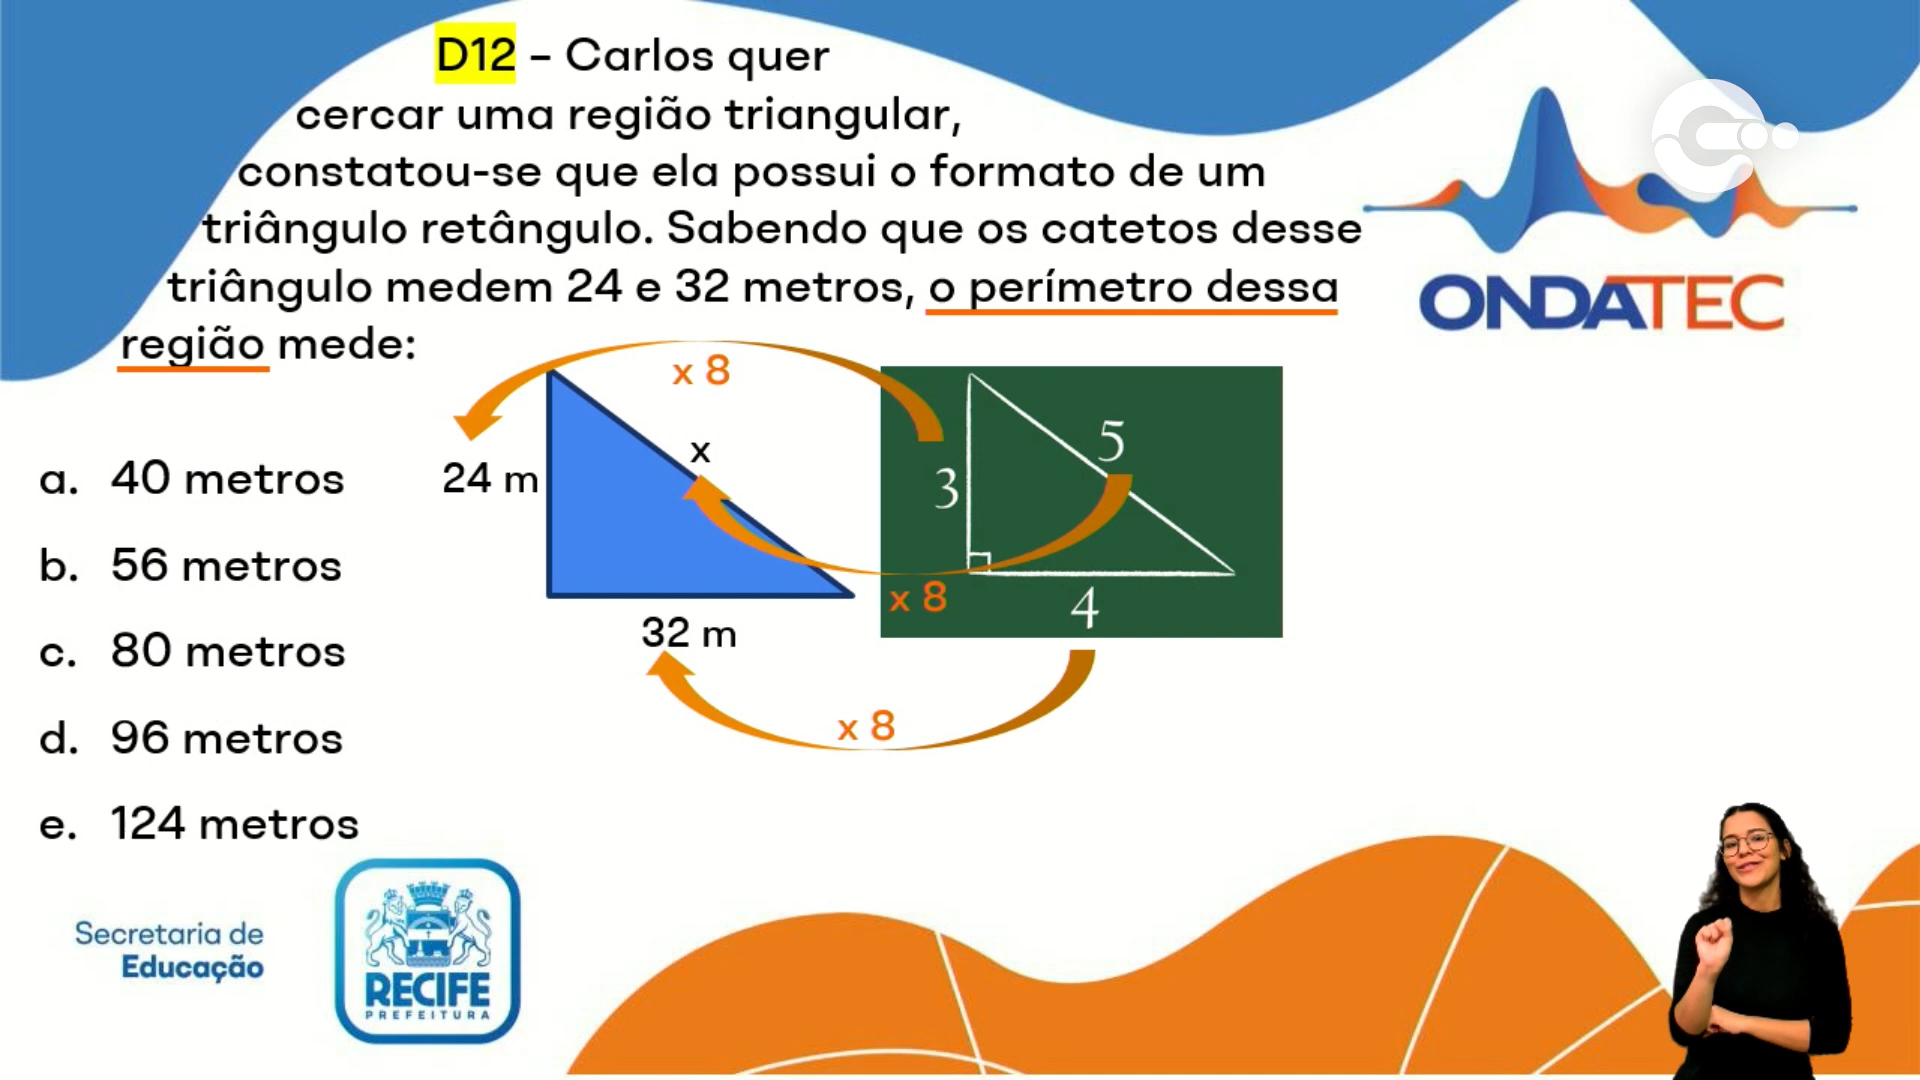 D12 – Carlos quer
cercar uma região triangular,
constatou-se que ela possui o formato de um
triângulo retângulo. Sabendo que os catetos desse
triângulo medem 24 e 32 metros, o perímetro dessa
região mede:
ONDATEC
a. 40 metros
b. 56 metros
c. 80 metros
d. 96 metros
e. 124 metros
x 8
x
24 m
32 m
5
3
4
x 8
x 8
Secretaria de
Educação
RECIFE
PREFEITURA